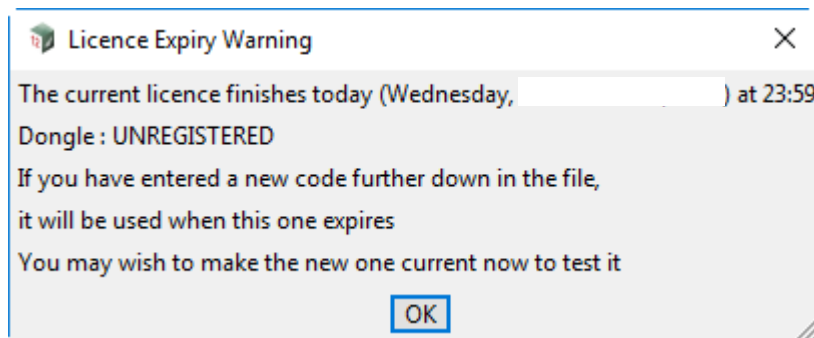 Licence Expiry Warning
The current licence finishes today (Wednesday, ) at 23:59
Dongle : UNREGISTERED
If you have entered a new code further down in the file,
it will be used when this one expires
You may wish to make the new one current now to test it
OK